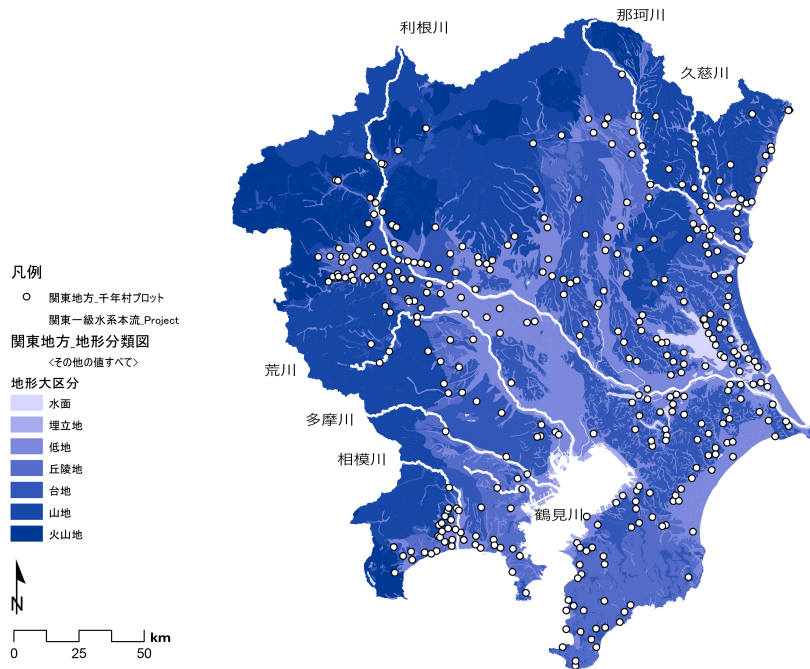 那珂川
利根川
久慈川
凡例
関東地方_千年村プロット
関東一級水系本流_Project
関東地方_地形分類図
<その他の値すべて>
地形大区分
水面
埋立地
低地
丘陵地
台地
山地
火山地
荒川
多摩川
相模川
鶴見川
N
km
0 25 50